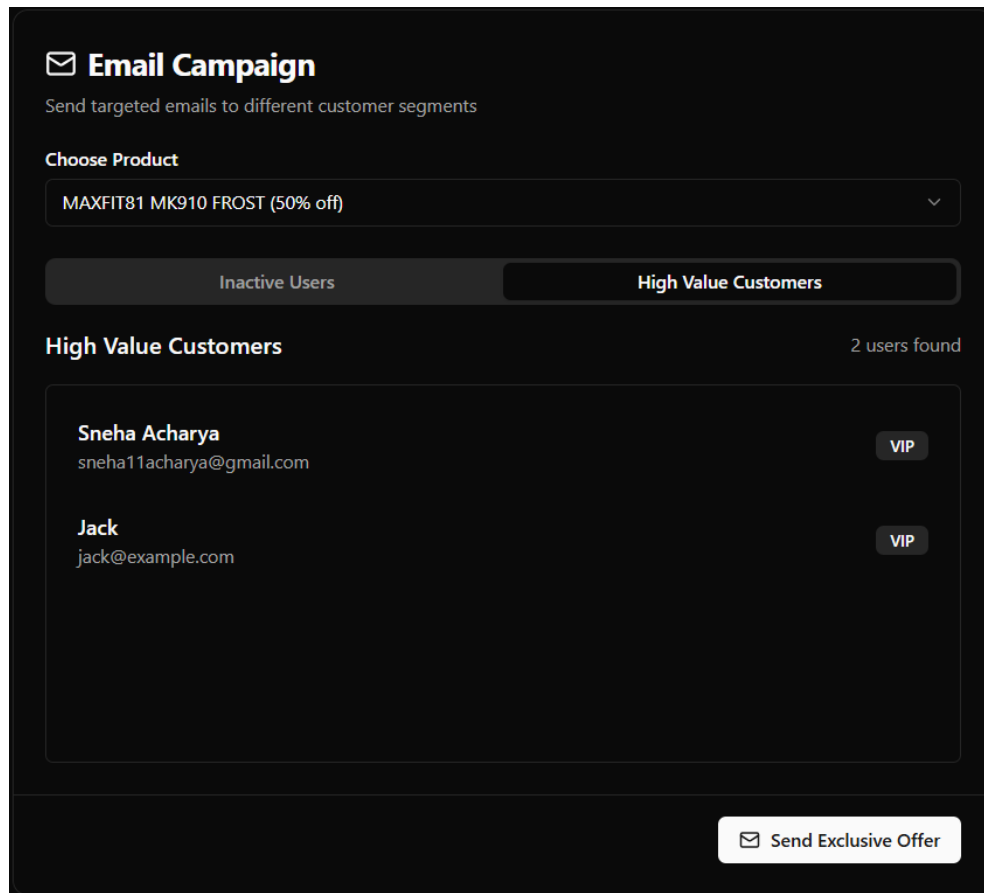 Email Campaign
Send targeted emails to different customer segments
Choose Product
MAXFIT81 MK910 FROST (50% off)
Inactive Users
High Value Customers
High Value Customers
2 users found
Sneha Acharya
sneha11acharya@gmail.com
VIP
Jack
jack@example.com
VIP
Send Exclusive Offer